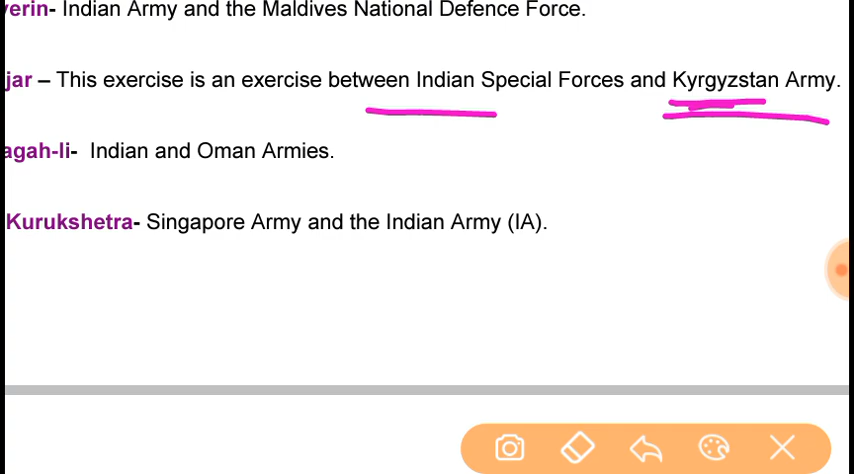 verin- Indian Army and the Maldives National Defence Force.
jar – This exercise is an exercise between Indian Special Forces and Kyrgyzstan Army.
agah-li- Indian and Oman Armies.
Kurukshetra- Singapore Army and the Indian Army (IA).